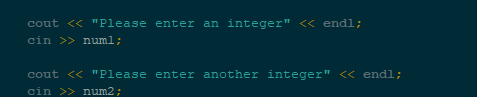 cout << "Please enter an integer" << endl;
cin >> num1;
cout << "Please enter another integer" << endl;
cin >> num2;